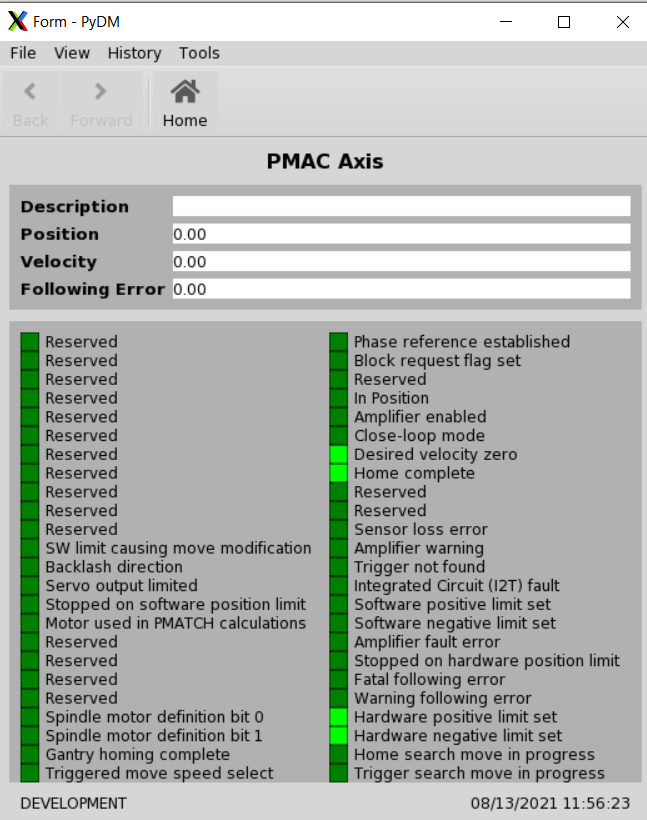 Form - PyDM
File View History Tools
Back Forward Home
PMAC Axis
Description
Position 0.00
Velocity 0.00
Following Error 0.00
Reserved
Reserved
Reserved
Reserved
Reserved
Reserved
Reserved
Reserved
Reserved
Reserved
Reserved
SW limit causing move modification
Backlash direction
Servo output limited
Stopped on software position limit
Motor used in PMATCH calculations
Reserved
Reserved
Reserved
Reserved
Spindle motor definition bit 0
Spindle motor definition bit 1
Gantry homing complete
Triggered move speed select
Phase reference established
Block request flag set
Reserved
In Position
Amplifier enabled
Close-loop mode
Desired velocity zero
Home complete
Reserved
Reserved
Sensor loss error
Amplifier warning
Trigger not found
Integrated Circuit (I2T) fault
Software positive limit set
Software negative limit set
Amplifier fault error
Stopped on hardware position limit
Fatal following error
Warning following error
Hardware positive limit set
Hardware negative limit set
Home search move in progress
Trigger search move in progress
DEVELOPMENT 08/13/2021 11:56:23